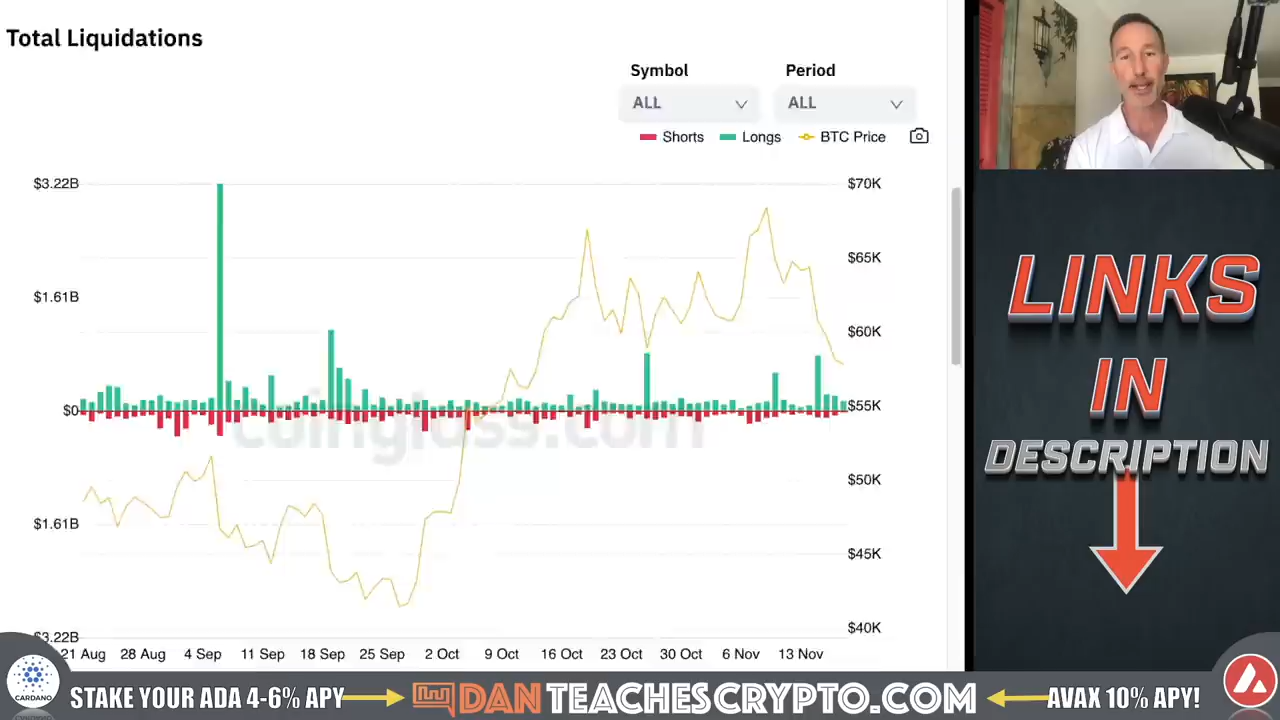 Total Liquidations
Symbol
Period
ALL
ALL
Shorts
Longs
BTC Price
$3.22B
$1.61B
$0
$1.61B
$3.22B
$70K
$65K
$60K
$55K
$50K
$45K
$40K
coinglass.com
21 Aug
28 Aug
4 Sep
11 Sep
18 Sep
25 Sep
2 Oct
9 Oct
16 Oct
23 Oct
30 Oct
6 Nov
13 Nov
LINKS
IN
DESCRIPTION
CARDANO
STAKE YOUR ADA 4-6% APY
DANTEACHESCRYPTO.COM
AVAX 10% APY!